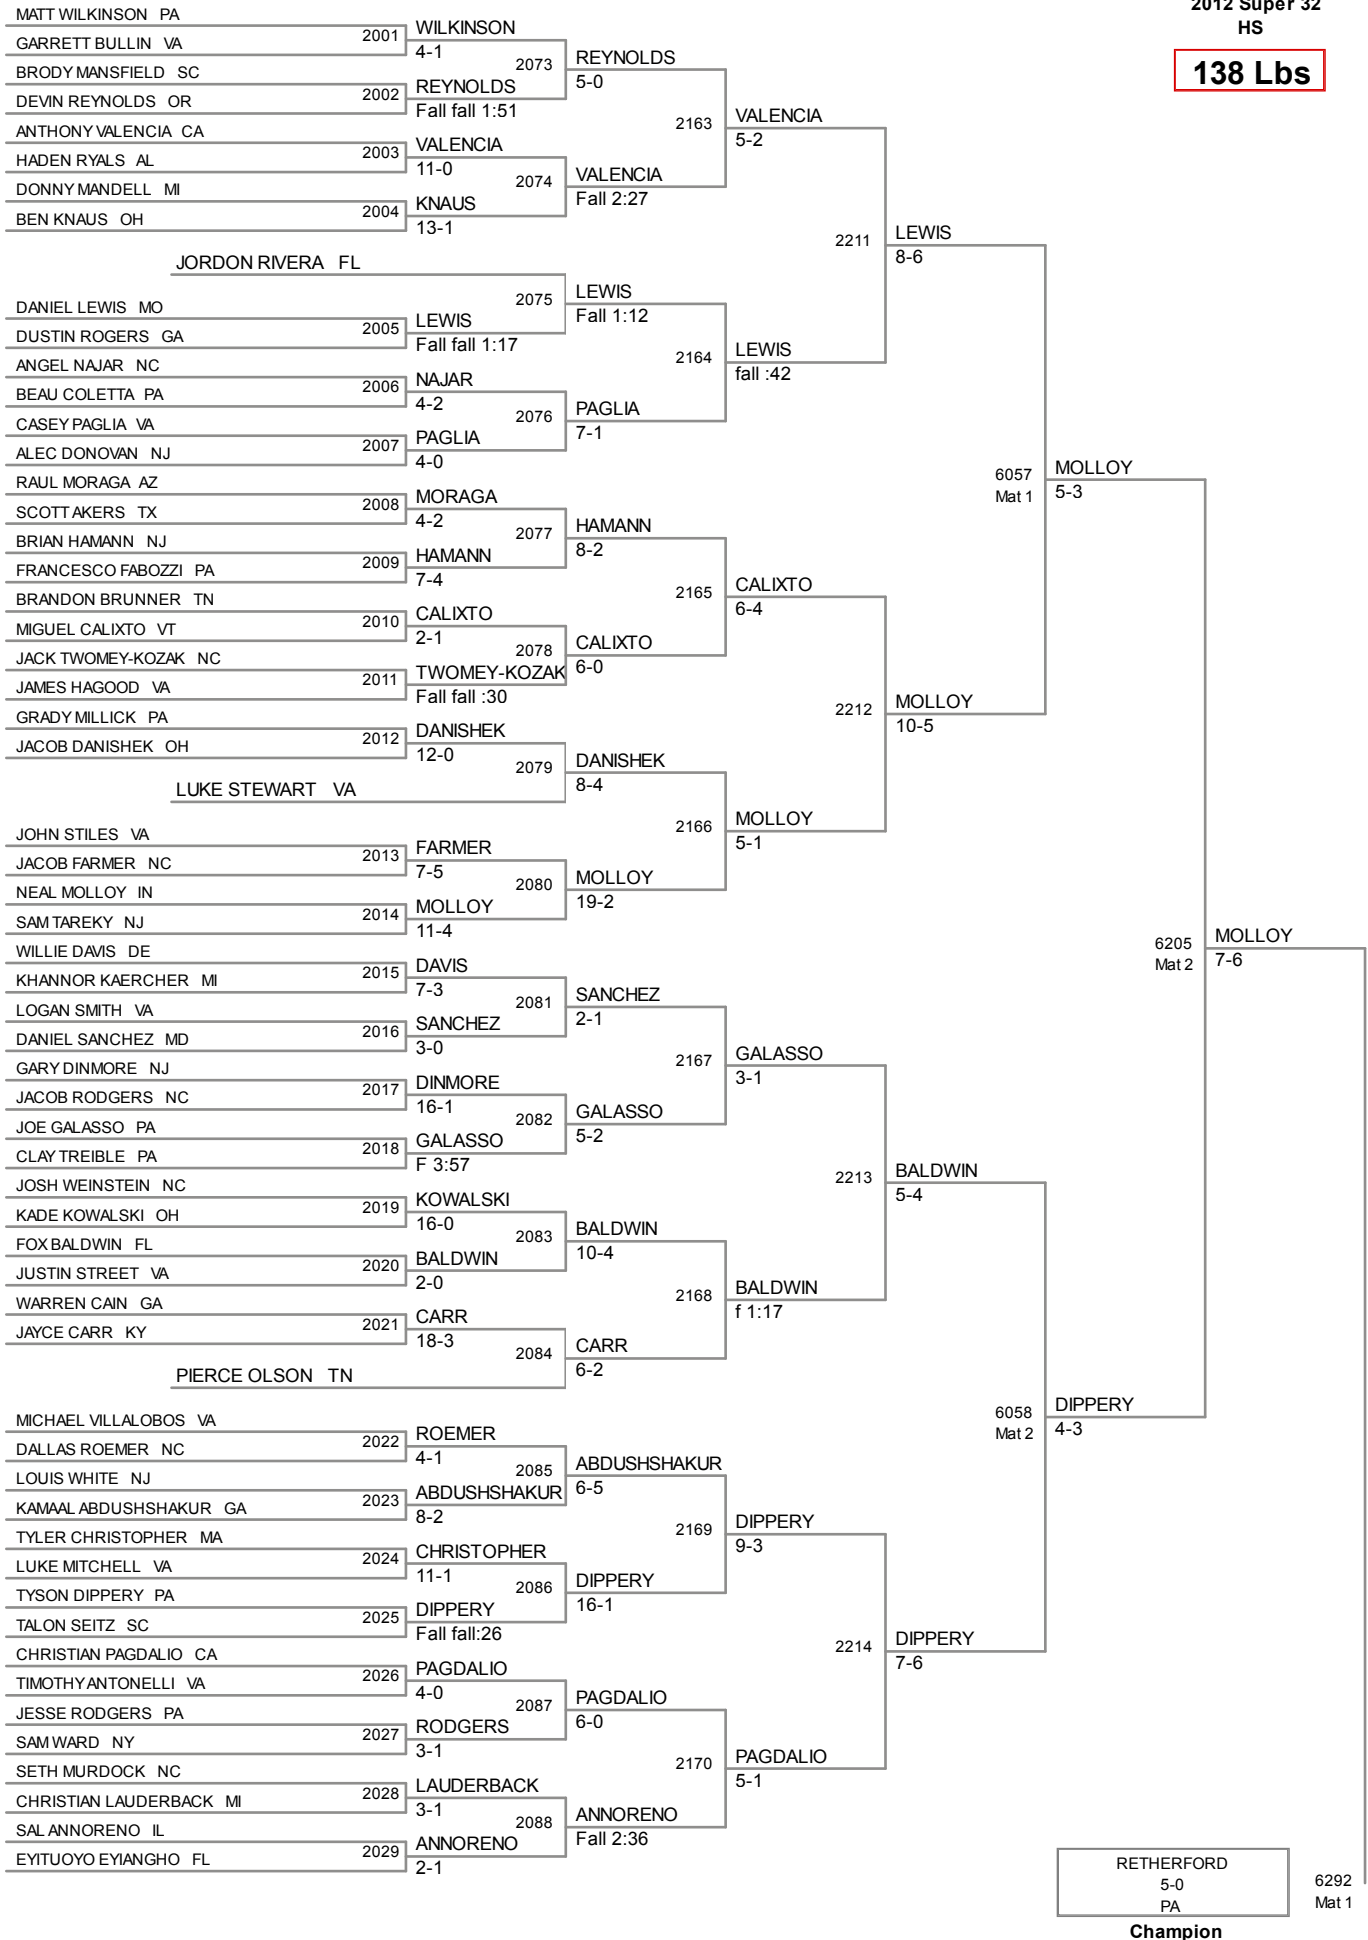 2012 Super 32
HS
138 Lbs
MATT WILKINSON PA
2001 WILKINSON
GARRETT BULLIN VA
4-1
2073 REYNOLDS
5-0
BRODY MANSFIELD SC
2002 REYNOLDS
DEVIN REYNOLDS OR
Fall fall 1:51
2163 VALENCIA
5-2
ANTHONY VALENCIA CA
2003 VALENCIA
HADEN RYALS AL
11-0
2074 VALENCIA
Fall 2:27
DONNY MANDELL MI
2004 KNAUS
BEN KNAUS OH
13-1
2211 LEWIS
8-6
JORDON RIVERA FL
2075 LEWIS
Fall 1:12
DANIEL LEWIS MO
2005 LEWIS
DUSTIN ROGERS GA
Fall fall 1:17
2164 LEWIS
fall :42
ANGEL NAJAR NC
2006 NAJAR
BEAU COLETTA PA
4-2
2076 PAGLIA
7-1
CASEY PAGLIA VA
2007 PAGLIA
ALEC DONOVAN NJ
4-0
6057 MOLLOY
Mat 1 5-3
RAUL MORAGA AZ
2008 MORAGA
SCOTT AKERS TX
4-2
2077 HAMANN
8-2
BRIAN HAMANN NJ
2009 HAMANN
FRANCESCO FABOZZI PA
7-4
2165 CALIXTO
6-4
BRANDON BRUNNER TN
2010 CALIXTO
MIGUEL CALIXTO VT
2-1
2078 CALIXTO
6-0
JACK TWOMEY-KOZAK NC
2011 TWOMEY-KOZAK
JAMES HAGOOD VA
Fall fall :30
2212 MOLLOY
10-5
GRADY MILLICK PA
2012 DANISHEK
JACOB DANISHEK OH
12-0
2079 DANISHEK
8-4
LUKE STEWART VA
2166 MOLLOY
5-1
JOHN STILES VA
2013 FARMER
JACOB FARMER NC
7-5
2080 MOLLOY
19-2
NEAL MOLLOY IN
2014 MOLLOY
SAM TAREKY NJ
11-4
6205 MOLLOY
Mat 2 7-6
WILLIE DAVIS DE
2015 DAVIS
KHANNOR KAERCHER MI
7-3
2081 SANCHEZ
2-1
LOGAN SMITH VA
2016 SANCHEZ
DANIEL SANCHEZ MD
3-0
2167 GALASSO
3-1
GARY DINMORE NJ
2017 DINMORE
JACOB RODGERS NC
16-1
2082 GALASSO
5-2
JOE GALASSO PA
2018 GALASSO
CLAY TREIBLE PA
F 3:57
2213 BALDWIN
5-4
JOSH WEINSTEIN NC
2019 KOWALSKI
KADE KOWALSKI OH
16-0
2083 BALDWIN
10-4
FOX BALDWIN FL
2020 BALDWIN
JUSTIN STREET VA
2-0
2168 BALDWIN
f 1:17
WARREN CAIN GA
2021 CARR
JAYCE CARR KY
18-3
2084 CARR
6-2
PIERCE OLSON TN
6058 DIPPERY
Mat 2 4-3
MICHAEL VILLALOBOS VA
2022 ROEMER
DALLAS ROEMER NC
4-1
2085 ABDUSHSHAKUR
6-5
LOUIS WHITE NJ
2023 ABDUSHSHAKUR
KAMAAL ABDUSHSHAKUR GA
8-2
2169 DIPPERY
9-3
TYLER CHRISTOPHER MA
2024 CHRISTOPHER
LUKE MITCHELL VA
11-1
2086 DIPPERY
16-1
TYSON DIPPERY PA
2025 DIPPERY
TALON SEITZ SC
Fall fall:26
2214 DIPPERY
7-6
CHRISTIAN PAGDALIO CA
2026 PAGDALIO
TIMOTHY ANTONELLI VA
4-0
2087 PAGDALIO
6-0
JESSE RODGERS PA
2027 RODGERS
SAM WARD NY
3-1
2170 PAGDALIO
5-1
SETH MURDOCK NC
2028 LAUDERBACK
CHRISTIAN LAUDERBACK MI
3-1
2088 ANNORENO
Fall 2:36
SAL ANNORENO IL
2029 ANNORENO
EYITUOYO EYIANGHO FL
2-1
RETHERFORD
5-0
PA
Champion
6292
Mat 1